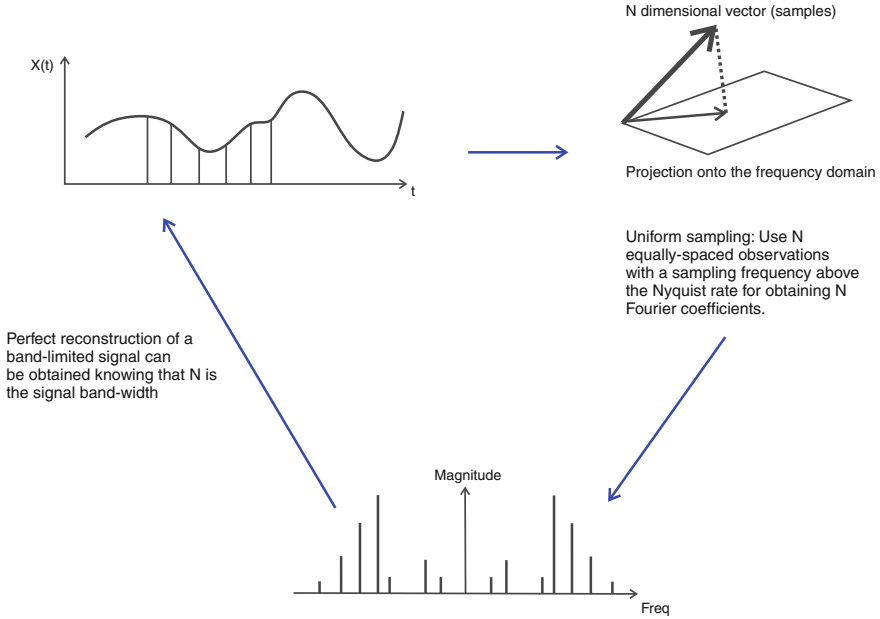 N dimensional vector (samples)
X(t)
t
Projection onto the frequency domain
Uniform sampling: Use N
equally-spaced observations
with a sampling frequency above
the Nyquist rate for obtaining N
Fourier coefficients.
Perfect reconstruction of a
band-limited signal can
be obtained knowing that N is
the signal band-width
Magnitude
Freq